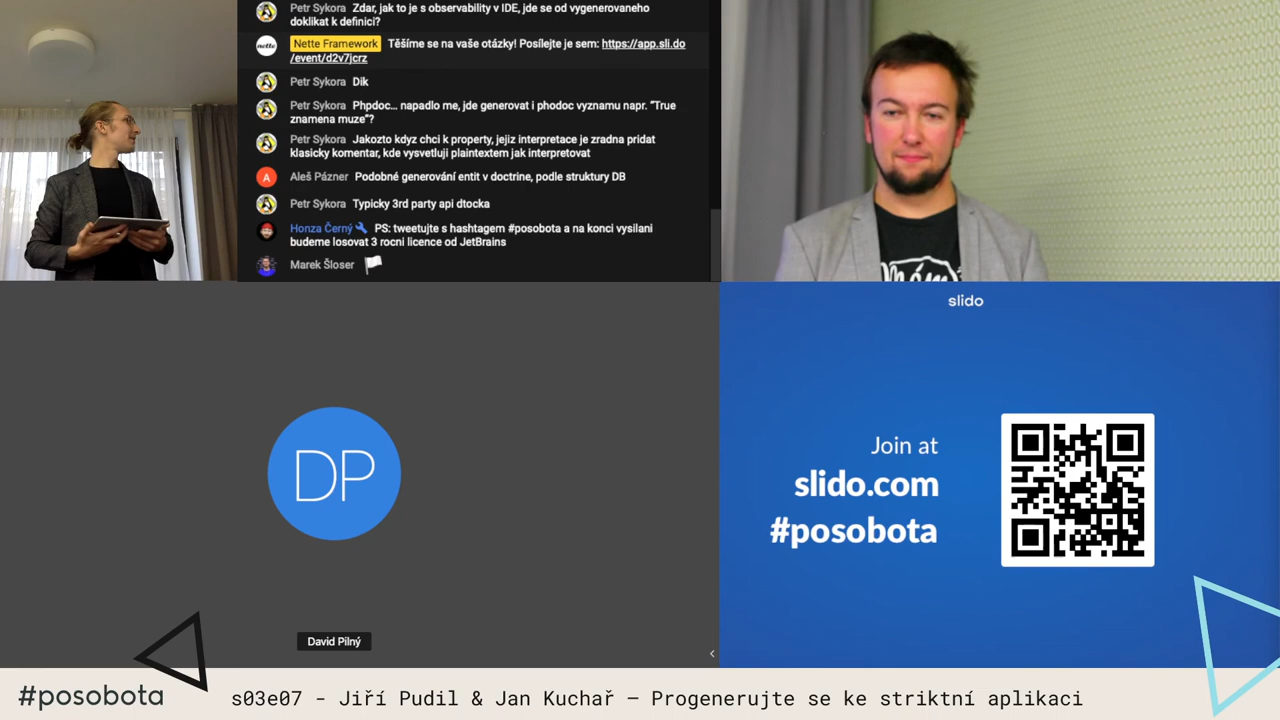 Petr Sykora Zdar, jak to je s observability v IDE, jde se od vygenerovaneho
doklikat k definici?
nette
Nette Framework Těšíme se na vaše otázky! Posílejte je sem: https://app.sli.do
/event/d2v7jcrz
Petr Sykora Dik
Petr Sykora Phpdoc... napadlo me, jde generovat i phodoc vyznamu napr. "True
znamena muze"?
Petr Sykora Jakozto kdyz chci k property, jejiz interpretace je zradna pridat
klasicky komentar, kde vysvetluji plaintextem jak interpretovat
A Aleš Pázner Podobné generování entit v doctrine, podle struktury DB
Petr Sykora Typicky 3rd party api dtocka
Honza Černý PS: tweetujte s hashtagem #posobota a na konci vysilani
budeme losovat 3 rocni licence od JetBrains
Marek Šloser
DP
David Pilný
slido
Join at
slido.com
#posobota
#posobota
s03e07 - Jiří Pudil & Jan Kuchař – Progenerujte se ke striktní aplikaci